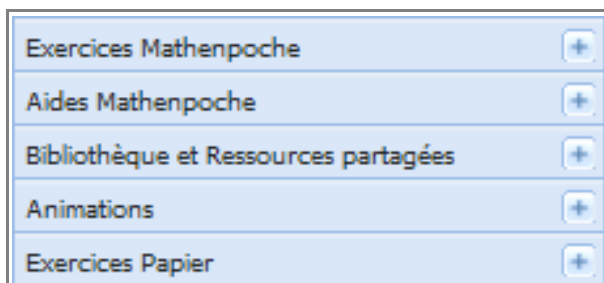 Exercices Mathenpoche
Aides Mathenpoche
Bibliothèque et Ressources partagées
Animations
Exercices Papier